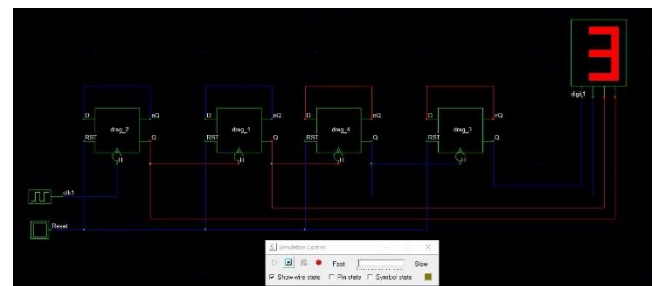 3
digit1
D nQ D nQ D nQ D nQ
dreg_2 dreg_1 dreg_4 dreg_3
RST Q RST Q RST Q RST Q
H H H H
clk1
Reset
Simulation Control
Fast Slow
Show wire state Pin state Symbol state